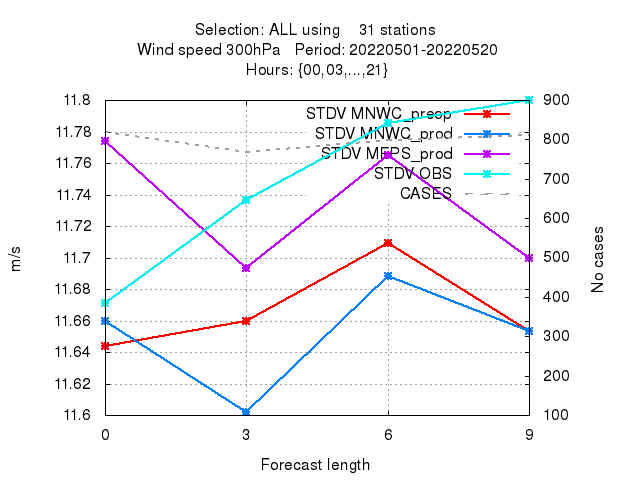 Selection: ALL using 31 stations
Wind speed 300hPa Period: 20220501-20220520
Hours: {00,03,...,21}
11.8
11.78
11.76
11.74
11.72
11.7
11.68
11.66
11.64
11.62
11.6
m/s
STDV MNWC_preop
STDV MNWC_prod
STDV MEPS_prod
STDV OBS
CASES
900
800
700
600
500
400
300
200
100
No cases
0 3 6 9
Forecast length